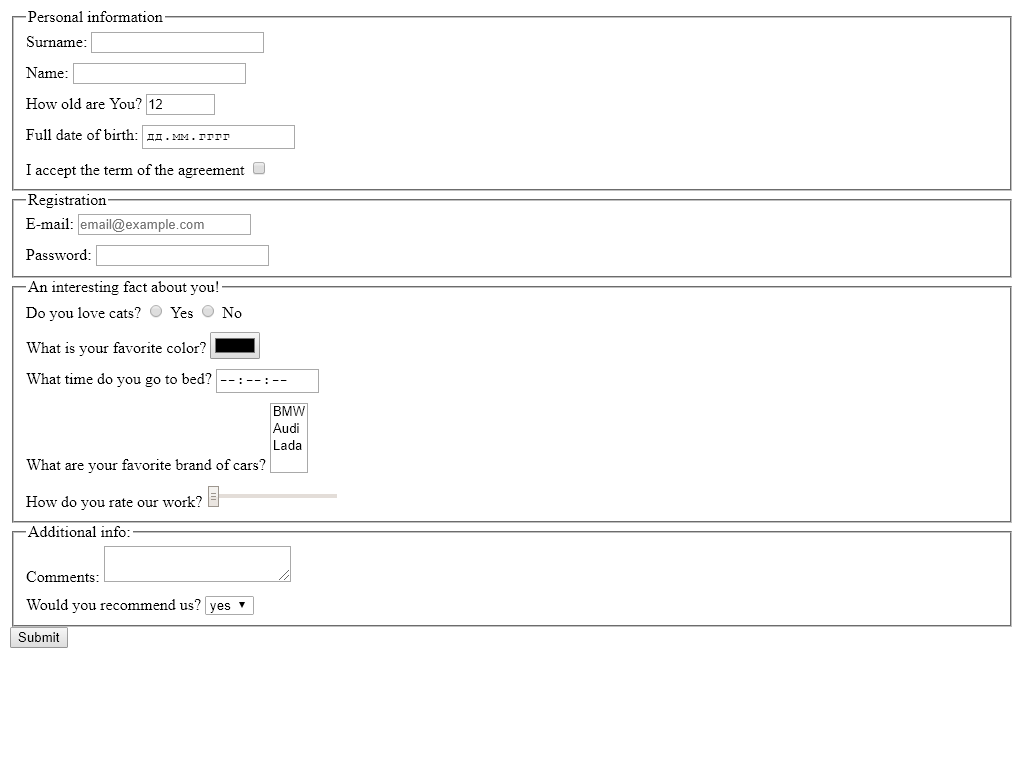 Personal information
Surname:
Name:
How old are You? 12
Full date of birth: дд.мм.гггг
I accept the term of the agreement
Registration
E-mail: email@example.com
Password:
An interesting fact about you!
Do you love cats? Yes No
What is your favorite color?
What time do you go to bed? --:--:--
BMW
Audi
Lada
What are your favorite brand of cars?
How do you rate our work?
Additional info:
Comments:
Would you recommend us? yes
Submit